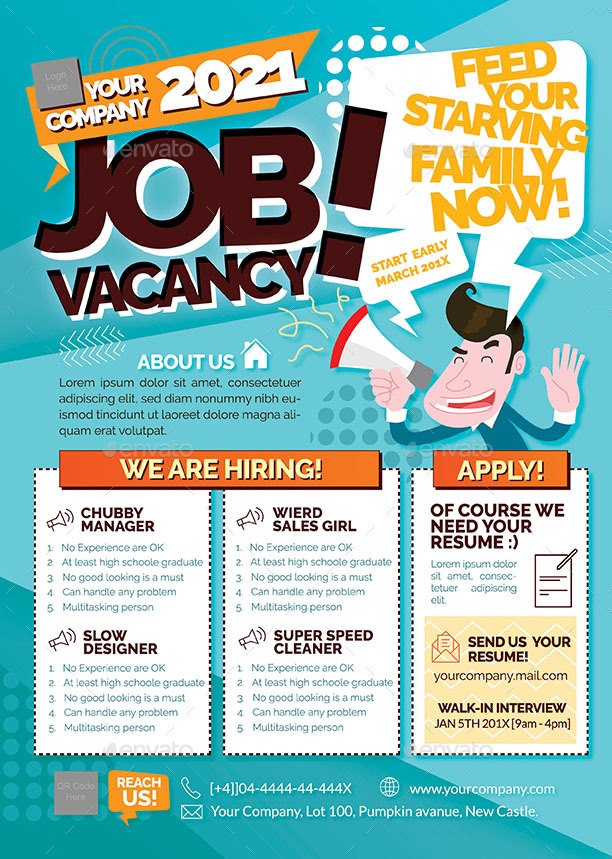 Logo
Here
YOUR
COMPANY
2021
JOB
VACANCY!
FEED
YOUR
STARVING
FAMILY
NOW!
START EARLY
MARCH 201X
ABOUT US
Lorem ipsum dolor sit amet, consectetuer
adipiscing elit, sed diam nonummy nibh eu-
ismod tincidunt ut laoreet dolore magna ali-
quam erat volutpat.
WE ARE HIRING!
CHUBBY
MANAGER
1. No Experience are OK
2. At least high schoole graduate
3. No good looking is a must
4. Can handle any problem
5. Multitasking person
WIERD
SALES GIRL
1. No Experience are OK
2. At least high schoole graduate
3. No good looking is a must
4. Can handle any problem
5. Multitasking person
SLOW
DESIGNER
1. No Experience are OK
2. At least high schoole graduate
3. No good looking is a must
4. Can handle any problem
5. Multitasking person
SUPER SPEED
CLEANER
1. No Experience are OK
2. At least high schoole graduate
3. No good looking is a must
4. Can handle any problem
5. Multitasking person
APPLY!
OF COURSE WE
NEED YOUR
RESUME :)
Lorem ipsum dolor
sit amet, consec-
tetuer adipiscing
elit.
SEND US YOUR
RESUME!
yourcompany.mail.com
WALK-IN INTERVIEW
JAN 5TH 201X [9am - 4pm]
QR Code
Here
REACH
US!
[+4]]04-4444-44-444X
www.yourcompany.com
Your Company, Lot 100, Pumpkin avanue, New Castle.
envato
envato
envato
envato
envato
envato